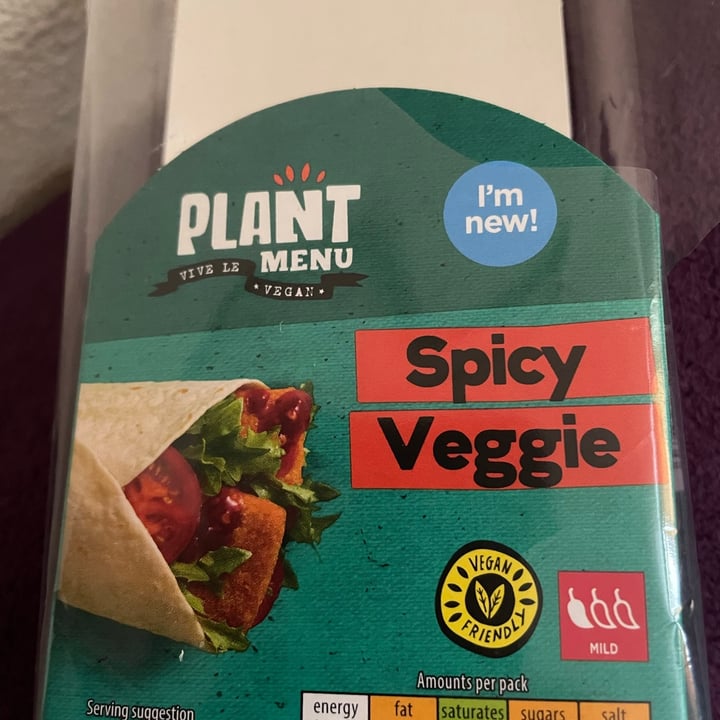 PLANT
MENU
VIVE LE
VEGAN
I'm
new!
Spicy
Veggie
VEGAN
FRIENDLY
MILD
Amounts per pack
Serving suggestion
energy fat saturates sugars salt